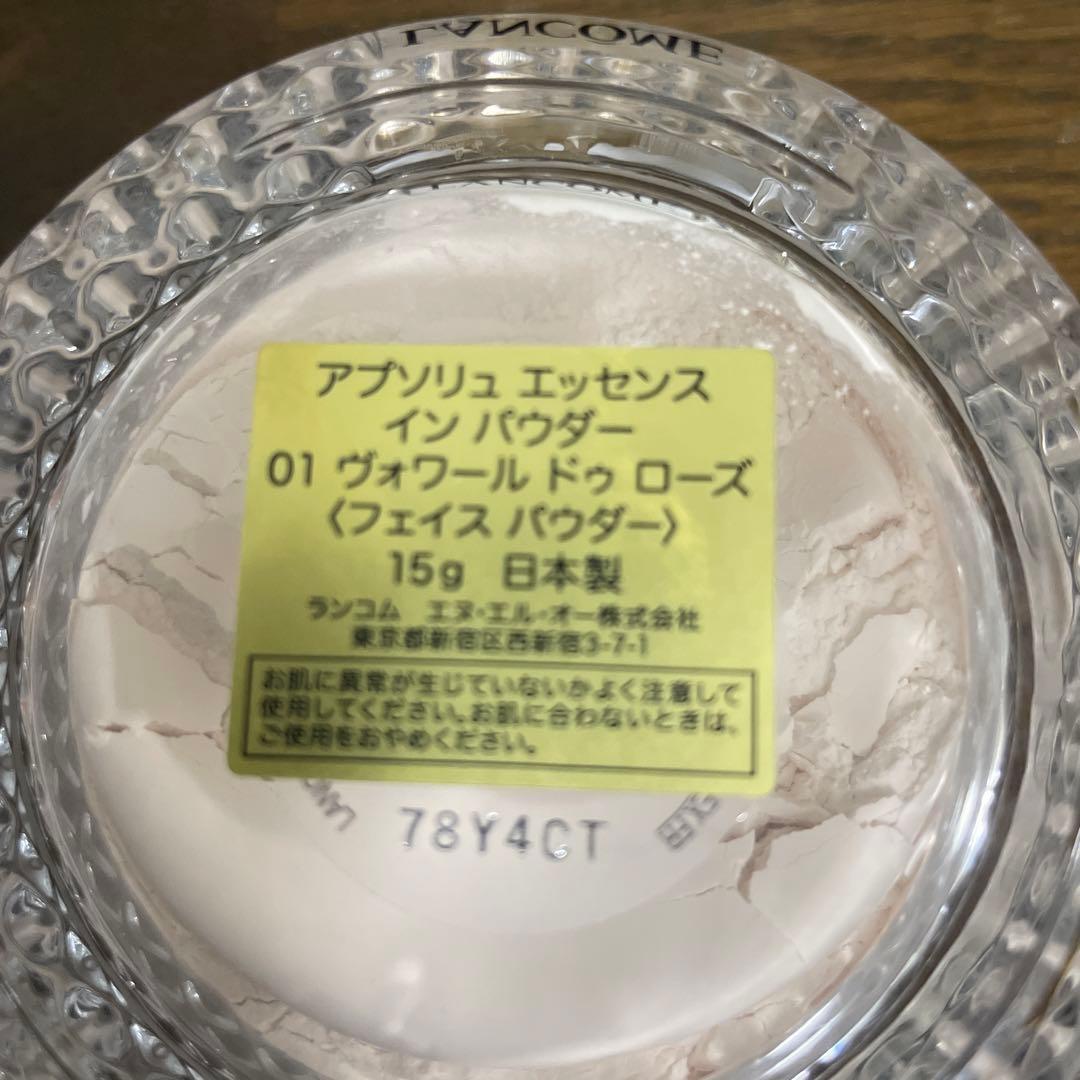 LANCOME
LANCOME
アプソリュ エッセンス
イン パウダー
01 ヴォワール ドゥ ローズ
〈フェイス パウダー〉
15g 日本製
ランコム エヌ・エル・オー株式会社
東京都新宿区西新宿3-7-1
お肌に異常が生じていないかよく注意して
使用してください。お肌に合わないときは、
ご使用をおやめください。
78Y4CT